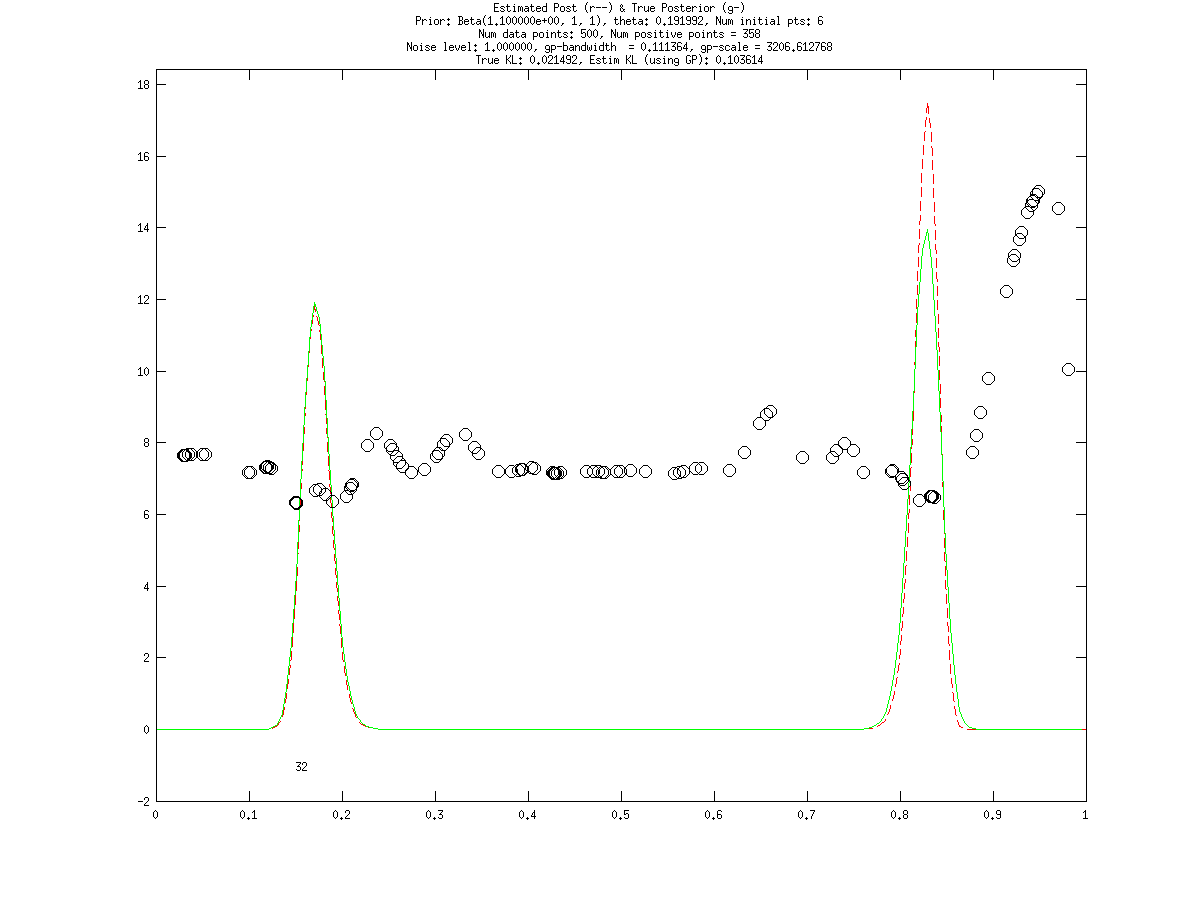 Estimated Post (r--) & True Posterior (g-)
Prior: Beta(1.100000e+00, 1, 1), theta: 0.191992, Num initial pts: 6
Num data points: 500, Num positive points = 358
Noise level: 1.000000, gp-bandwidth  = 0.111364, gp-scale = 3206.612768
True KL: 0.021492, Estim KL (using GP): 0.103614
18
16
14
12
10
8
6
4
2
0
32
-2
0 0.1 0.2 0.3 0.4 0.5 0.6 0.7 0.8 0.9 1